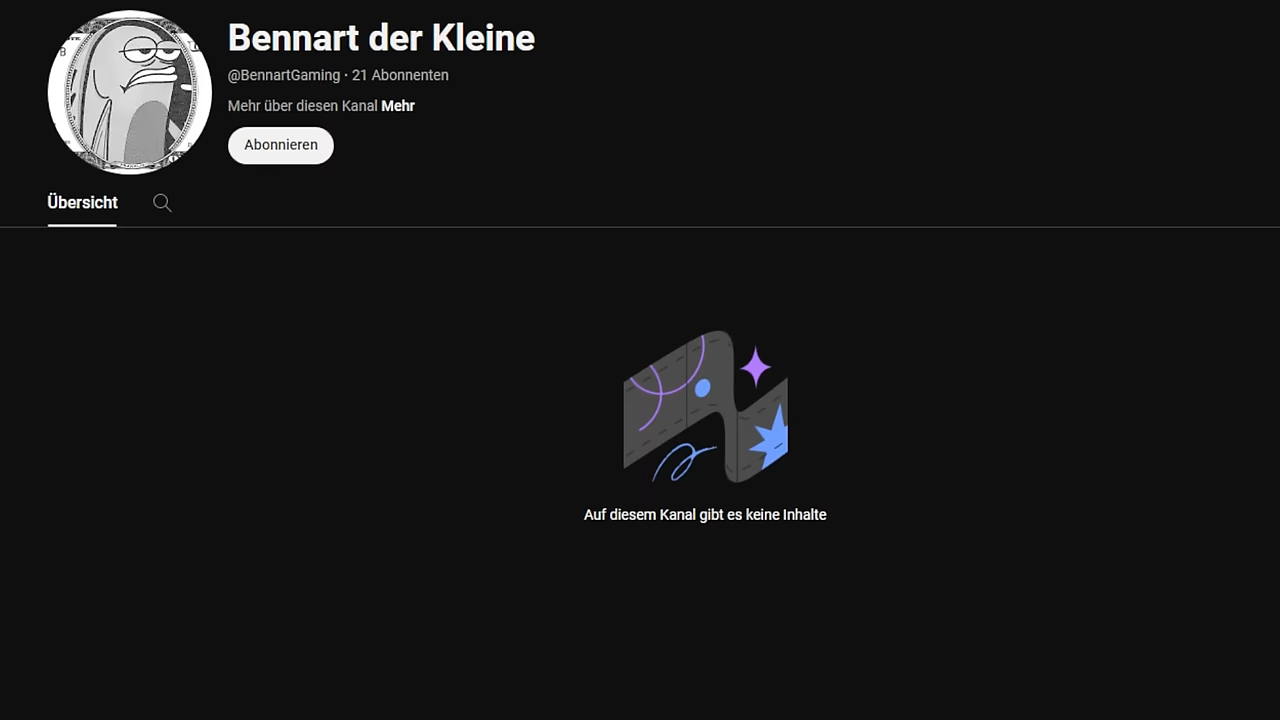 Bennart der Kleine
@BennartGaming · 21 Abonnenten
Mehr über diesen Kanal Mehr
Abonnieren
Übersicht
Auf diesem Kanal gibt es keine Inhalte